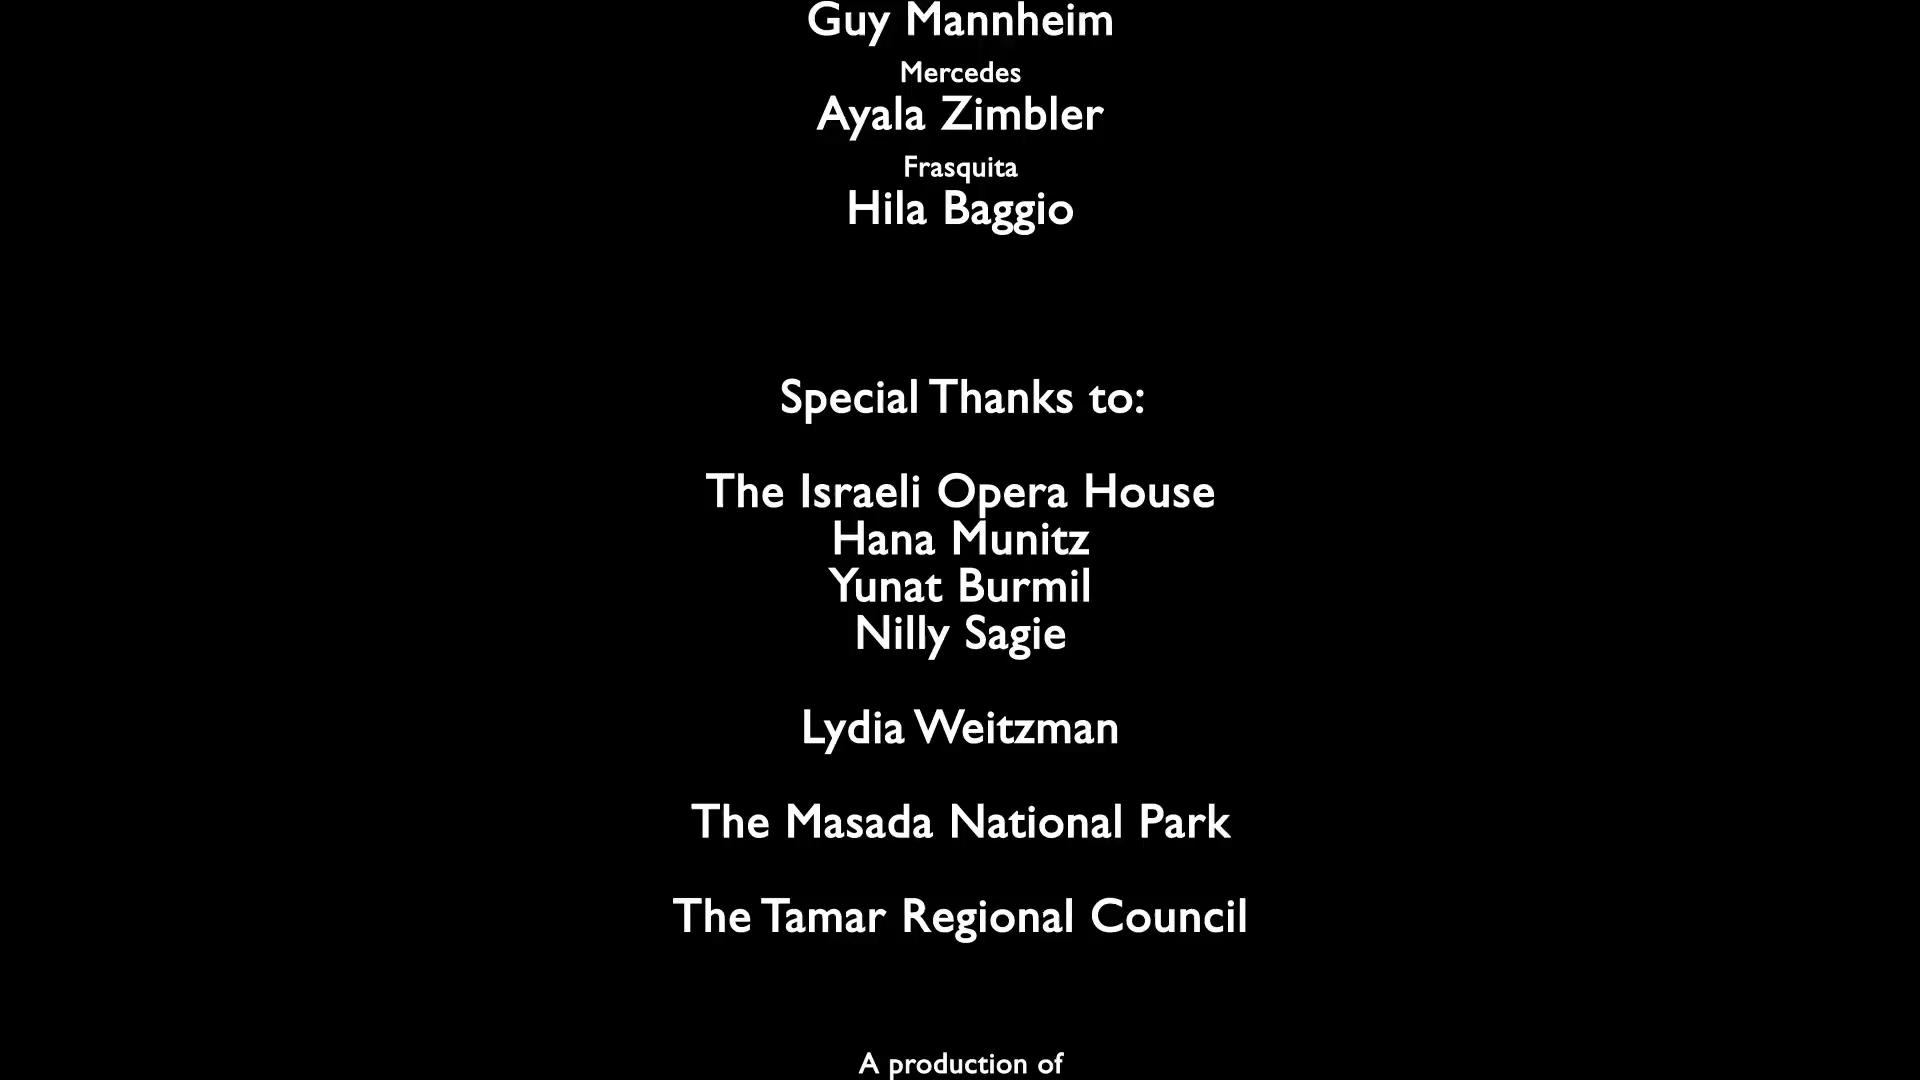 Guy Mannheim
Mercedes
Ayala Zimbler
Frasquita
Hila Baggio
Special Thanks to:
The Israeli Opera House
Hana Munitz
Yunat Burmil
Nilly Sagie
Lydia Weitzman
The Masada National Park
The Tamar Regional Council
A production of